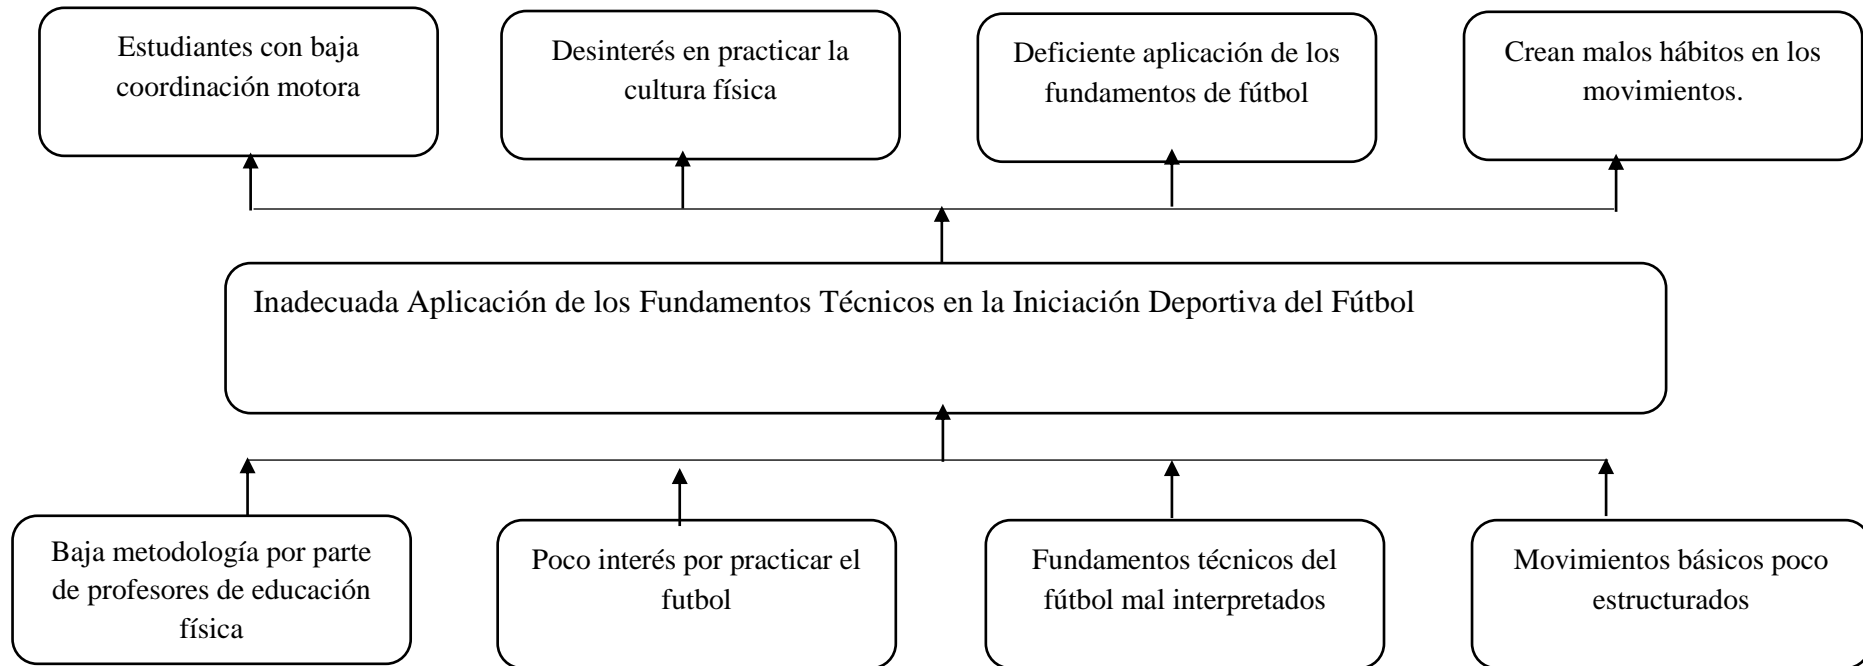 Estudiantes con baja
coordinación motora
Desinterés en practicar la
cultura física
Deficiente aplicación de los
fundamentos de fútbol
Crean malos hábitos en los
movimientos.
Inadecuada Aplicación de los Fundamentos Técnicos en la Iniciación Deportiva del Fútbol
Baja metodología por parte
de profesores de educación
física
Poco interés por practicar el
futbol
Fundamentos técnicos del
fútbol mal interpretados
Movimientos básicos poco
estructurados